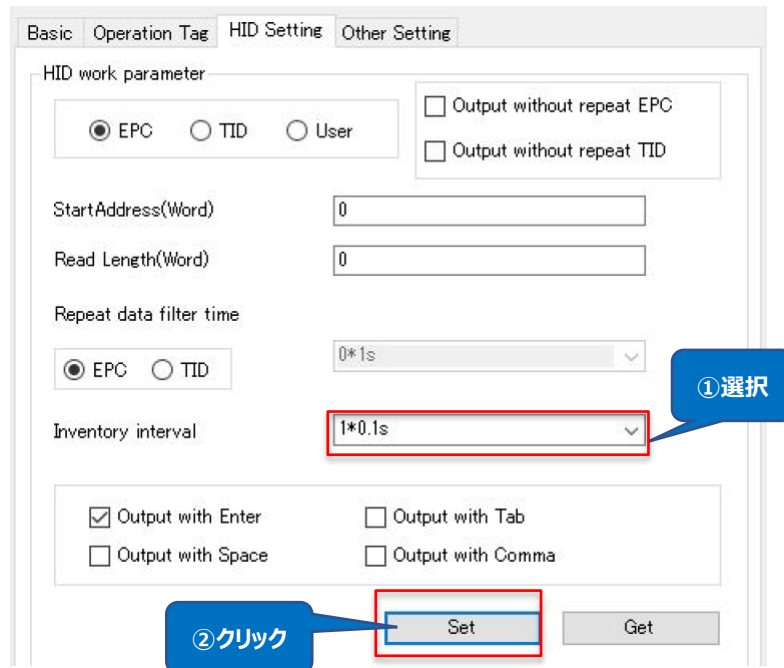 Basic Operation Tag HID Setting Other Setting
HID work parameter
EPC TID User
Output without repeat EPC
Output without repeat TID
StartAddress(Word) 0
Read Length(Word) 0
Repeat data filter time
EPC TID 0*1s
①選択
Inventory interval 1*0.1s
Output with Enter Output with Tab
Output with Space Output with Comma
②クリック Set Get